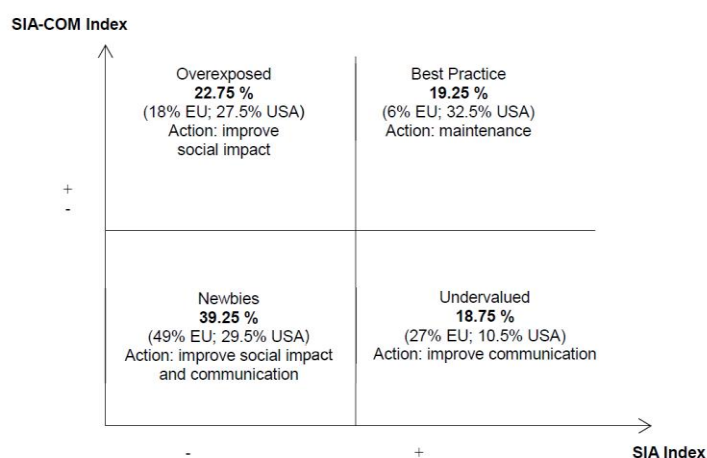 SIA-COM Index
Overexposed
22.75 %
(18% EU; 27.5% USA)
Action: improve
social impact
Best Practice
19.25 %
(6% EU; 32.5% USA)
Action: maintenance
+
-
Newbies
39.25 %
(49% EU; 29.5% USA)
Action: improve social impact
and communication
Undervalued
18.75 %
(27% EU; 10.5% USA)
Action: improve communication
-
+
SIA Index